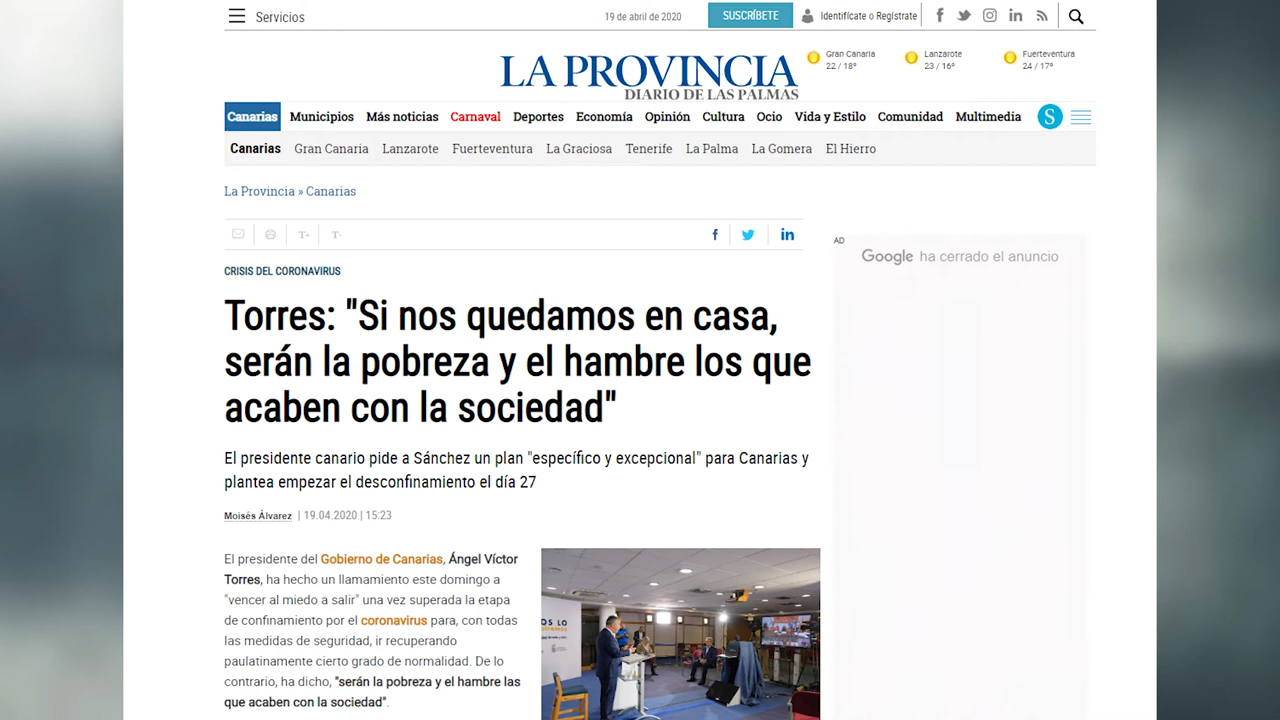 Servicios
19 de abril de 2020
SUSCRÍBETE
Identifícate o Regístrate
LA PROVINCIA
DIARIO DE LAS PALMAS
Gran Canaria
22 / 18º
Lanzarote
23 / 16º
Fuerteventura
24 / 17º
Canarias Municipios Más noticias Carnaval Deportes Economía Opinión Cultura Ocio Vida y Estilo Comunidad Multimedia S
Canarias Gran Canaria Lanzarote Fuerteventura La Graciosa Tenerife La Palma La Gomera El Hierro
La Provincia » Canarias
T+ T-
AD
Google ha cerrado el anuncio
CRISIS DEL CORONAVIRUS
Torres: "Si nos quedamos en casa,
serán la pobreza y el hambre los que
acaben con la sociedad"
El presidente canario pide a Sánchez un plan "específico y excepcional" para Canarias y
plantea empezar el desconfinamiento el día 27
Moisés Álvarez | 19.04.2020 | 15:23
El presidente del Gobierno de Canarias, Ángel Víctor
Torres, ha hecho un llamamiento este domingo a
"vencer al miedo a salir" una vez superada la etapa
de confinamiento por el coronavirus para, con todas
las medidas de seguridad, ir recuperando
paulatinamente cierto grado de normalidad. De lo
contrario, ha dicho, "serán la pobreza y el hambre las
que acaben con la sociedad".